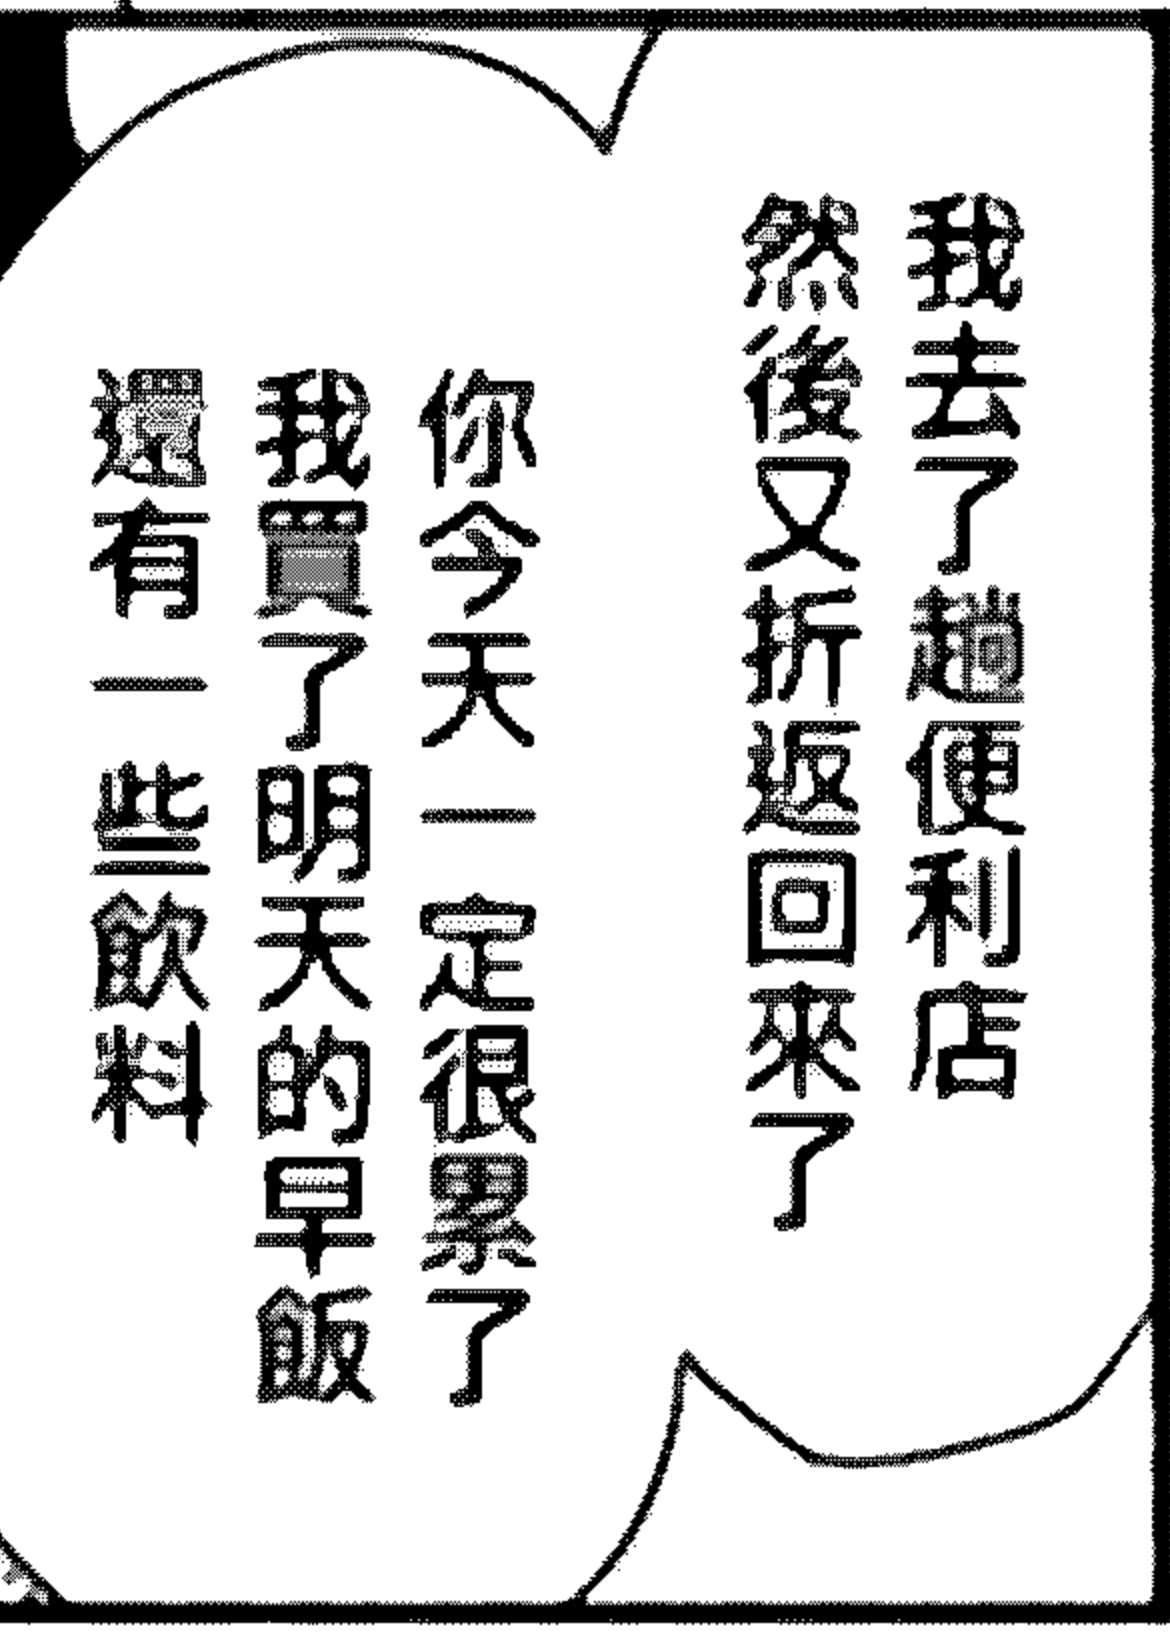 我去了趟便利店
然後又折返回來了
你今天一定很累了
我買了明天的早飯
還有一些飲料